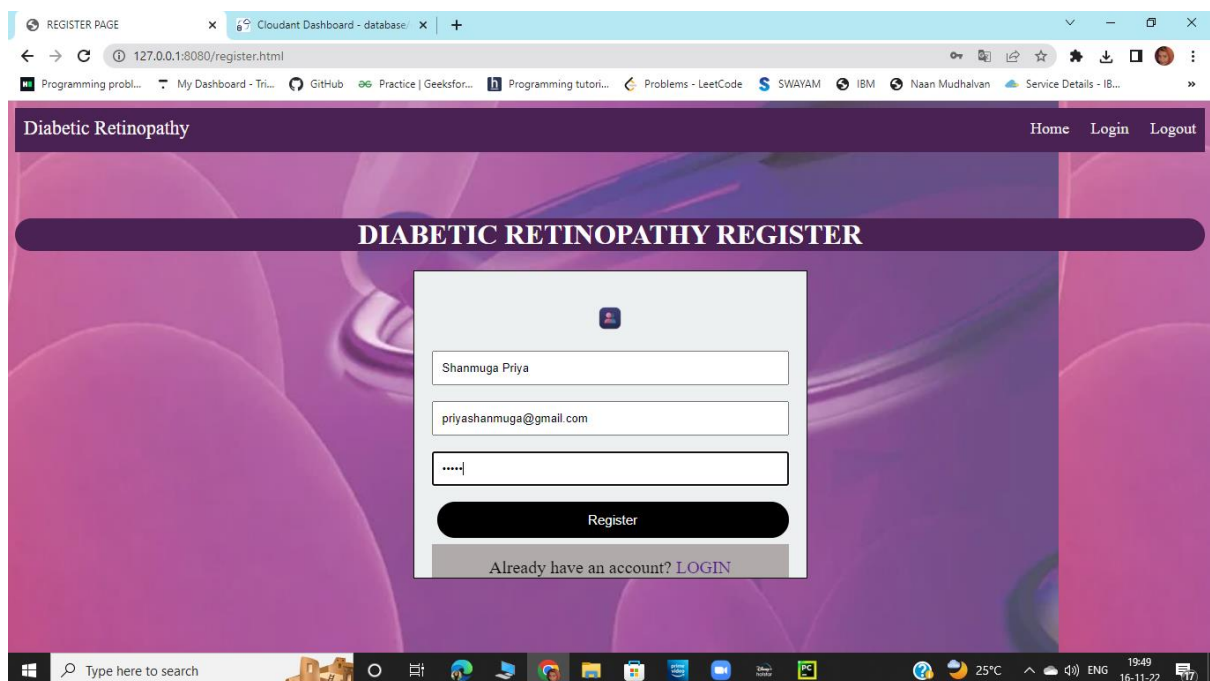 REGISTER PAGE
Cloudant Dashboard - database/
127.0.0.1:8080/register.html
Programming probl... My Dashboard - Tri... GitHub Practice | Geeksfor... Programming tutori... Problems - LeetCode SWAYAM IBM Naan Mudhalvan Service Details - IB... »
Diabetic Retinopathy Home Login Logout
DIABETIC RETINOPATHY REGISTER
Shanmuga Priya
priyashanmuga@gmail.com
•••••
Register
Already have an account? LOGIN
Type here to search 25°C ENG 19:49
16-11-22